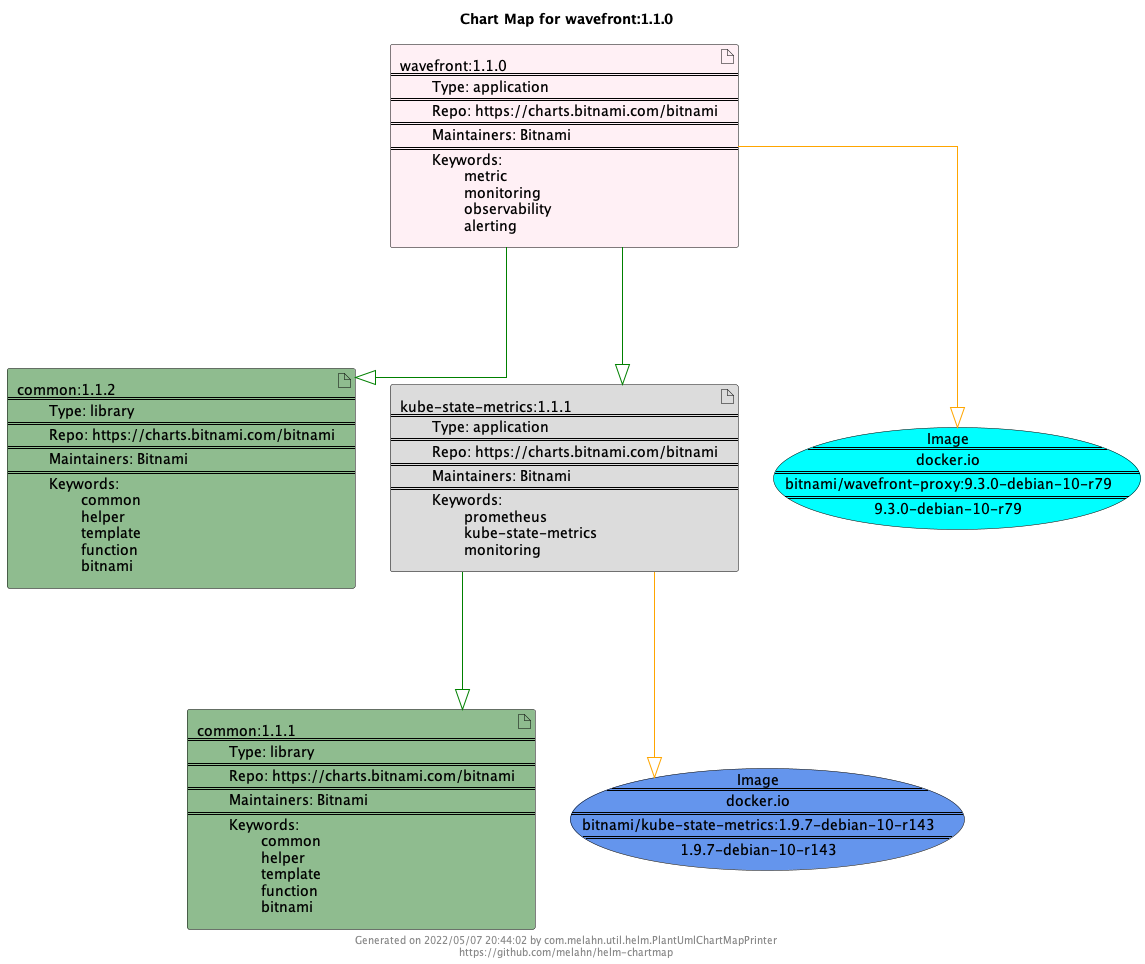 Chart Map for wavefront:1.1.0
wavefront:1.1.0
Type: application
Repo: https://charts.bitnami.com/bitnami
Maintainers: Bitnami
Keywords:
metric
monitoring
observability
alerting
common:1.1.2
Type: library
Repo: https://charts.bitnami.com/bitnami
Maintainers: Bitnami
Keywords:
common
helper
template
function
bitnami
kube-state-metrics:1.1.1
Type: application
Repo: https://charts.bitnami.com/bitnami
Maintainers: Bitnami
Keywords:
prometheus
kube-state-metrics
monitoring
Image
docker.io
bitnami/wavefront-proxy:9.3.0-debian-10-r79
9.3.0-debian-10-r79
common:1.1.1
Type: library
Repo: https://charts.bitnami.com/bitnami
Maintainers: Bitnami
Keywords:
common
helper
template
function
bitnami
Image
docker.io
bitnami/kube-state-metrics:1.9.7-debian-10-r143
1.9.7-debian-10-r143
Generated on 2022/05/07 20:44:02 by com.melahn.util.helm.PlantUmlChartMapPrinter
https://github.com/melahn/helm-chartmap